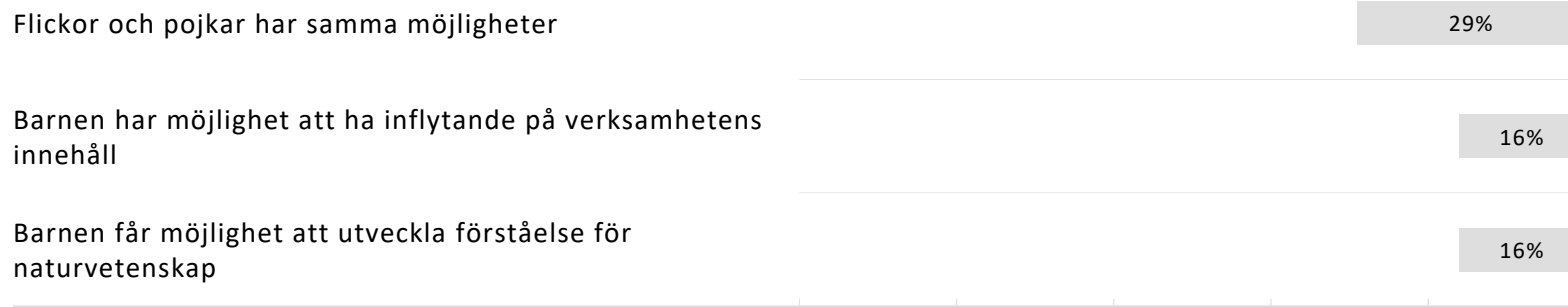 Flickor och pojkar har samma möjligheter
29%
Barnen har möjlighet att ha inflytande på verksamhetens
innehåll
16%
Barnen får möjlighet att utveckla förståelse för
naturvetenskap
16%